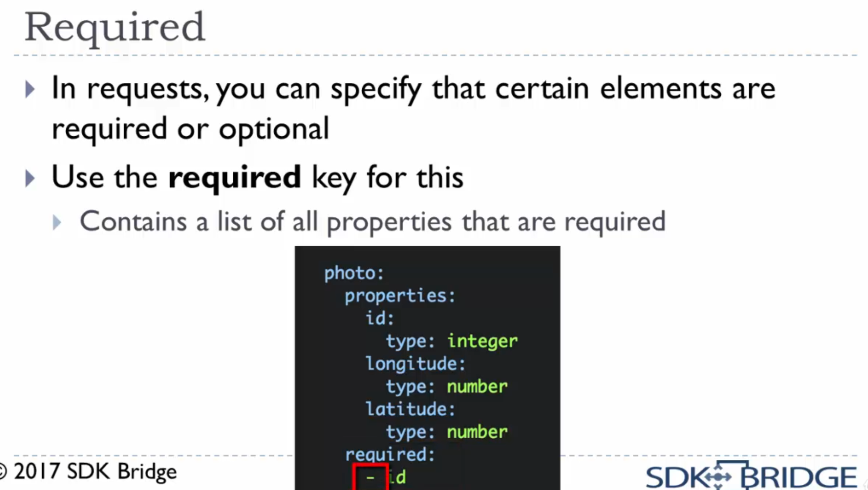 Required
In requests, you can specify that certain elements are
required or optional
Use the required key for this
Contains a list of all properties that are required
photo:
properties:
id:
type: integer
longitude:
type: number
latitude:
type: number
required:
- id
© 2017 SDK Bridge
SDK BRIDGE